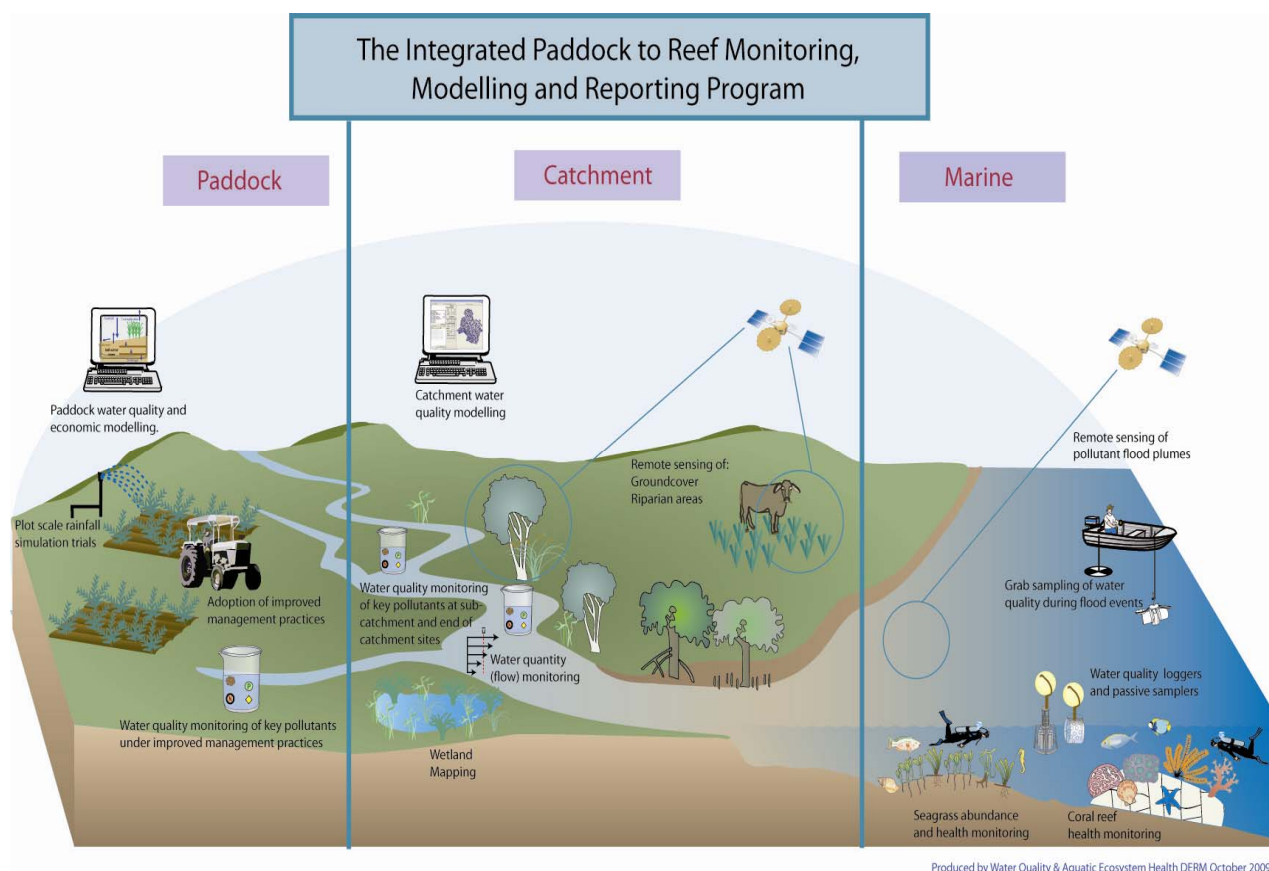 The Integrated Paddock to Reef Monitoring,
Modelling and Reporting Program
Paddock
Catchment
Marine
Paddock water quality and
economic modelling.
Catchment water
quality modelling
Remote sensing of
pollutant flood plumes
Remote sensing of:
Groundcover
Riparian areas
Plot scale rainfall
simulation trials
Adoption of improved
management practices
Water quality monitoring
of key pollutants at sub-
catchment and end of
catchment sites
Grab sampling of water
quality during flood events
Water quantity
(flow) monitoring
Water quality loggers
and passive samplers
Water quality monitoring of key pollutants
under improved management practices
Wetland
Mapping
Seagrass abundance
and health monitoring
Coral reef
health monitoring
Produced by Water Quality & Aquatic Ecosystem Health DERM October 2009